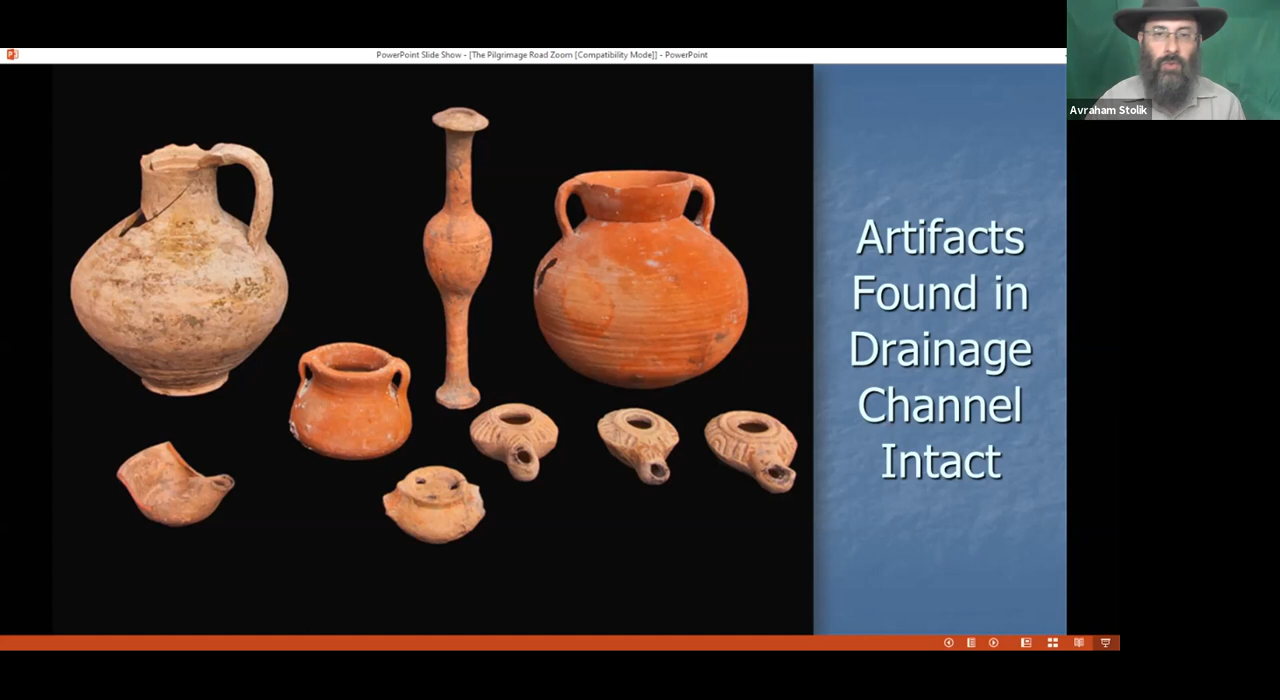 PowerPoint Slide Show - [The Pilgrimage Road Zoom [Compatibility Mode]] - PowerPoint
Avraham Stolik
Artifacts
Found in
Drainage
Channel
Intact